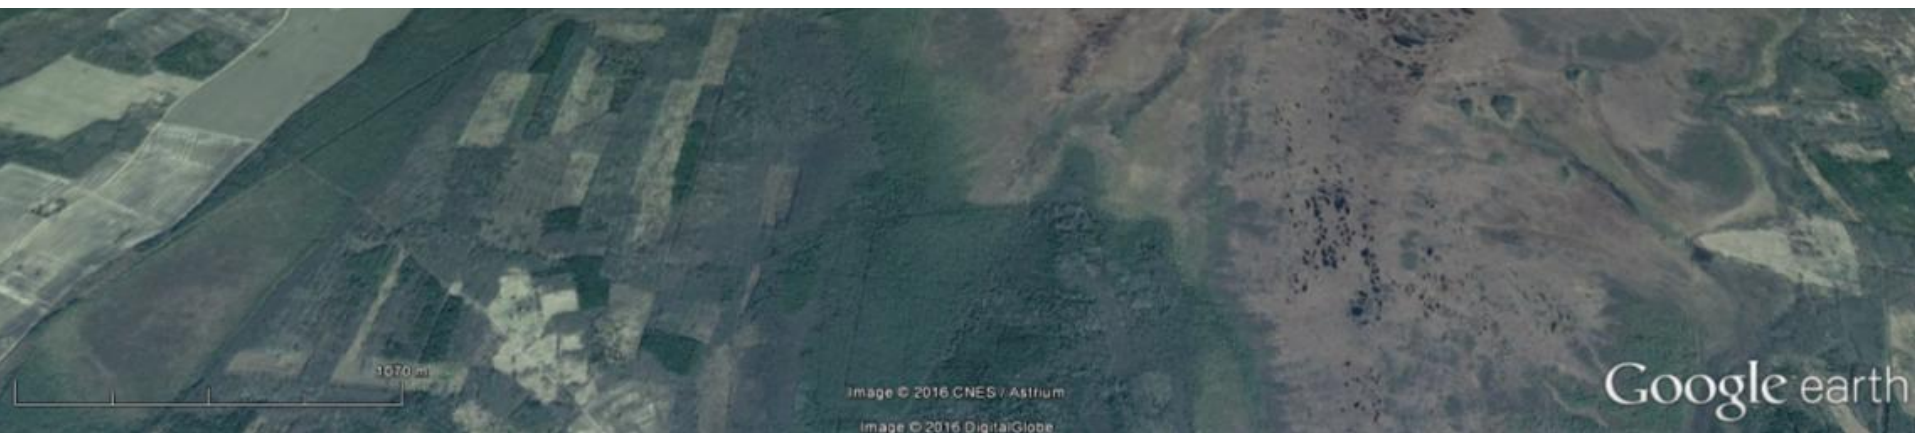 1070 m
Image © 2016 CNES / Astrium
Google earth
Image © 2016 DigitalGlobe